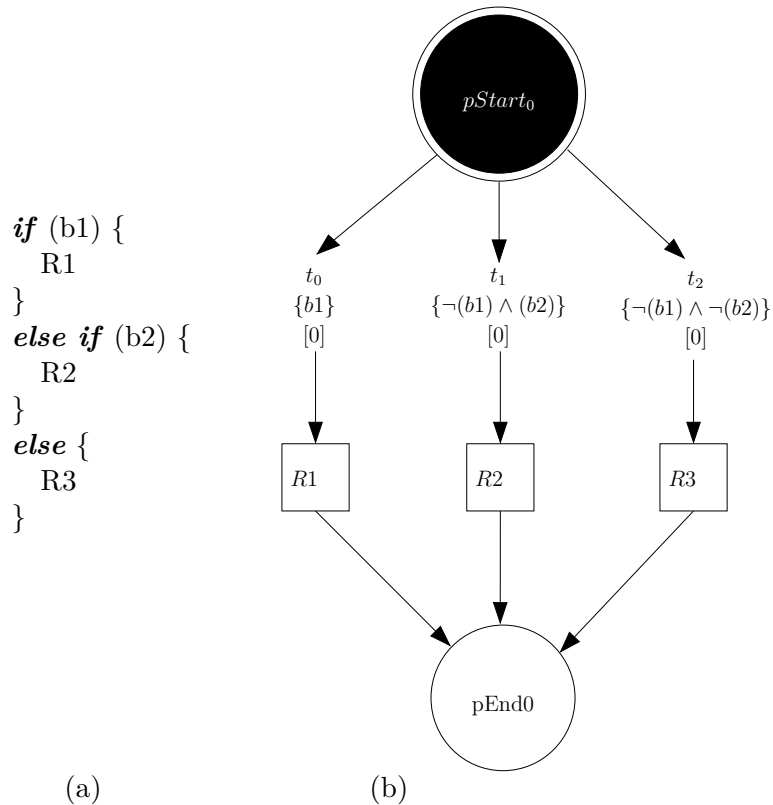 if (b1) {
R1
}
else if (b2) {
R2
}
else {
R3
}
(a)
pStart₀
t₀
{b1}
[0]
t₁
{¬(b1) ∧ (b2)}
[0]
t₂
{¬(b1) ∧ ¬(b2)}
[0]
R1
R2
R3
pEnd0
(b)